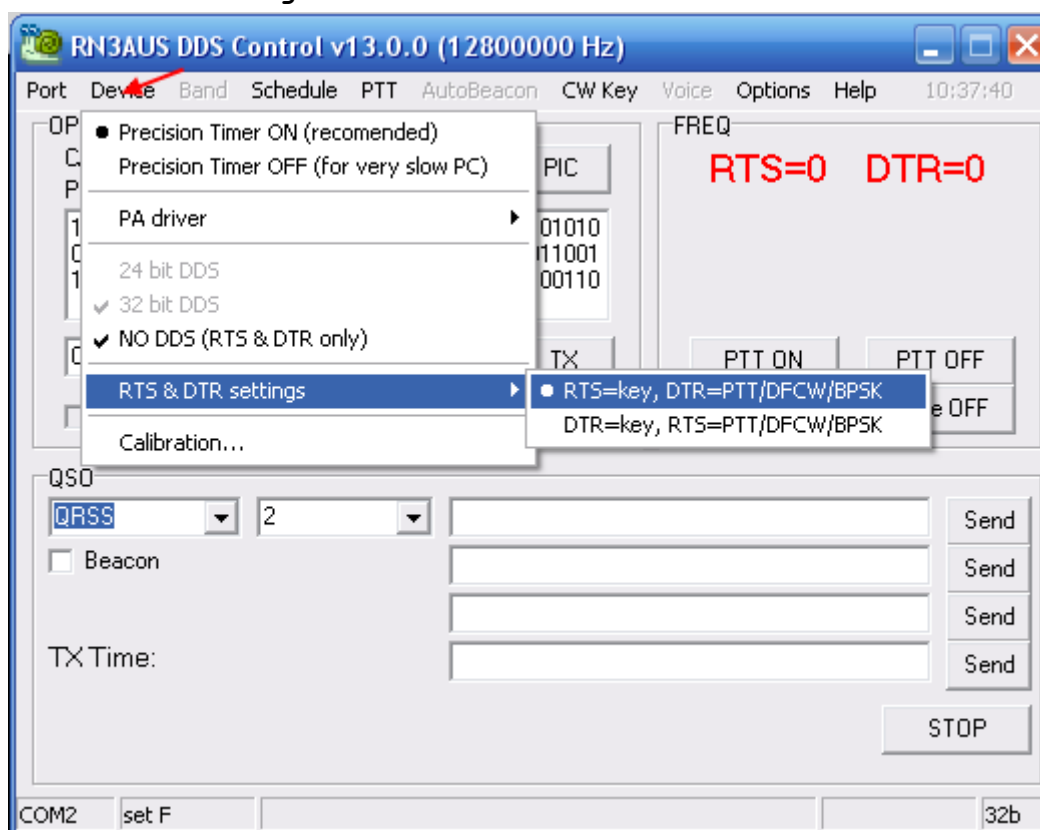 RN3AUS DDS Control v13.0.0 (12800000 Hz)
Port Device Band Schedule PTT AutoBeacon CW Key Voice Options Help 10:37:40
FREQ
Precision Timer ON (recomended)
Precision Timer OFF (for very slow PC)
PIC
RTS=0 DTR=0
PA driver
01010
11001
00110
24 bit DDS
32 bit DDS
NO DDS (RTS & DTR only)
TX
PTT ON PTT OFF
RTS & DTR settings
RTS=key, DTR=PTT/DFCW/BPSK
e OFF
DTR=key, RTS=PTT/DFCW/BPSK
Calibration...
QSO
QRSS 2 Send
Beacon Send
Send
TX Time: Send
STOP
COM2 set F 32b